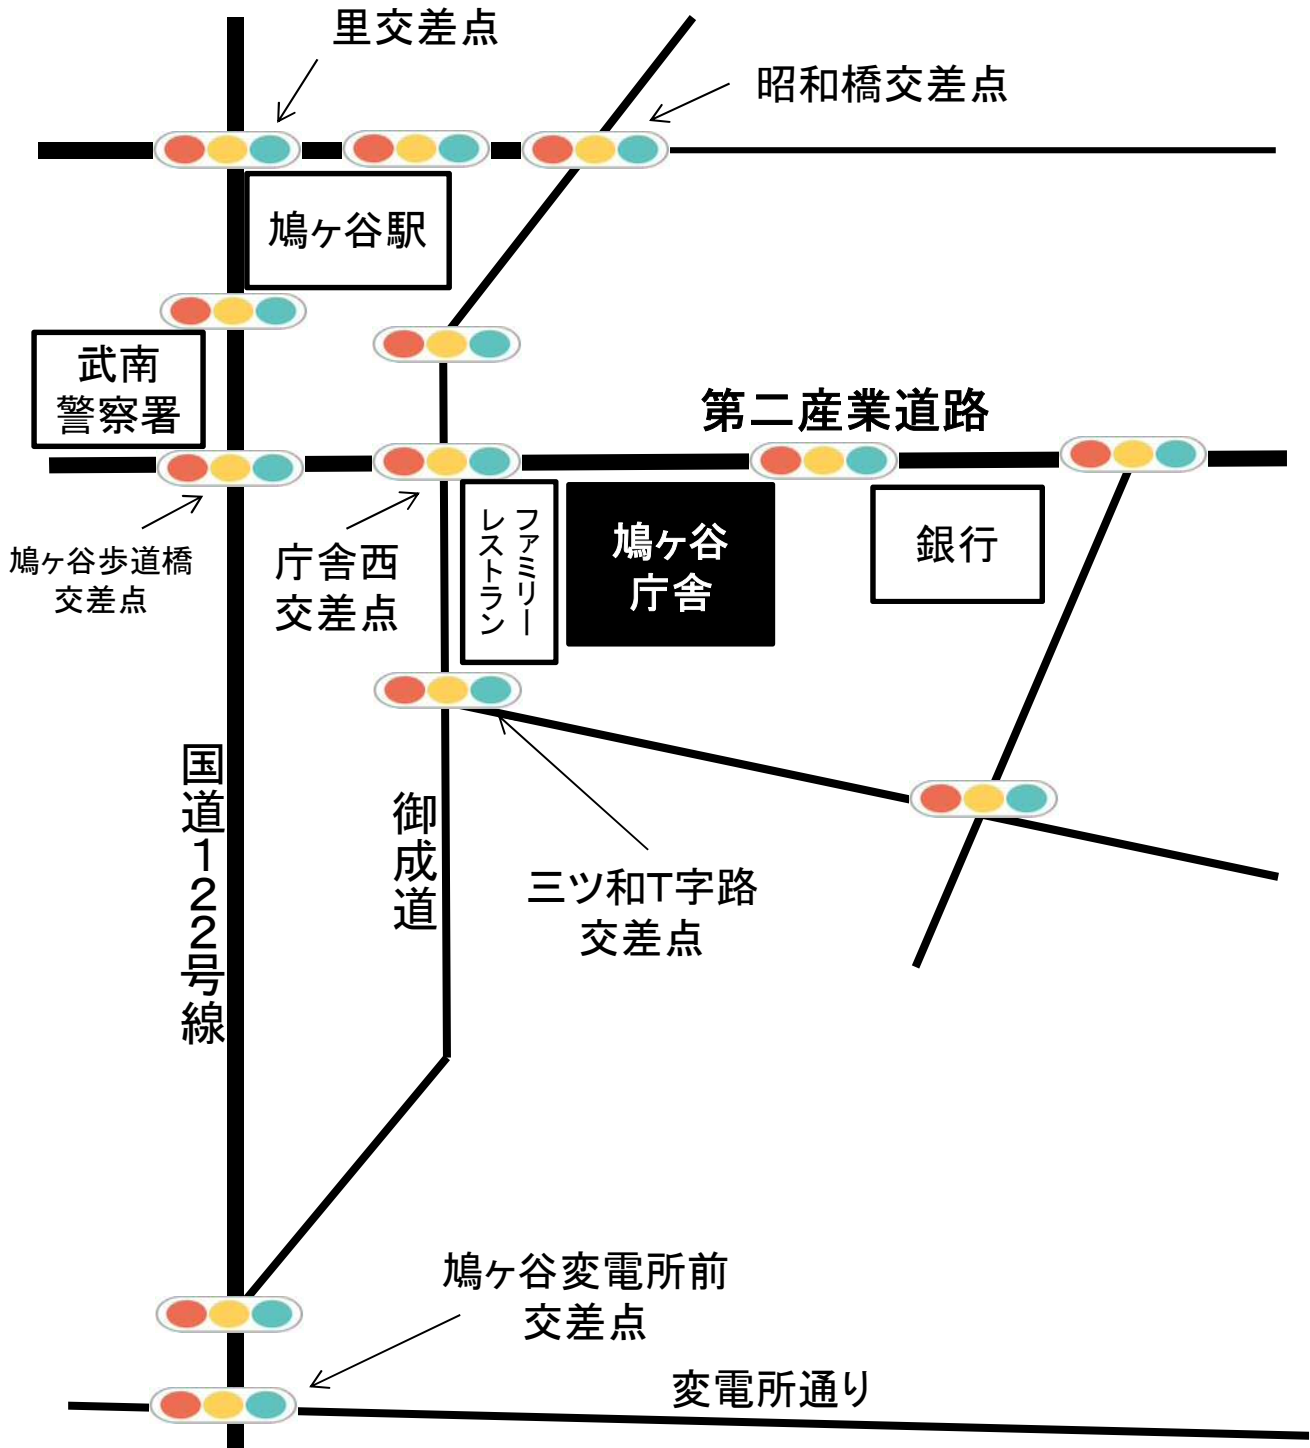 里交差点
昭和橋交差点
鳩ヶ谷駅
武南
警察署
第二産業道路
鳩ヶ谷歩道橋
交差点
庁舎西
交差点
ファミリー
レストラン
鳩ヶ谷
庁舎
銀行
国道122号線
御成道
三ツ和T字路
交差点
鳩ヶ谷変電所前
交差点
変電所通り